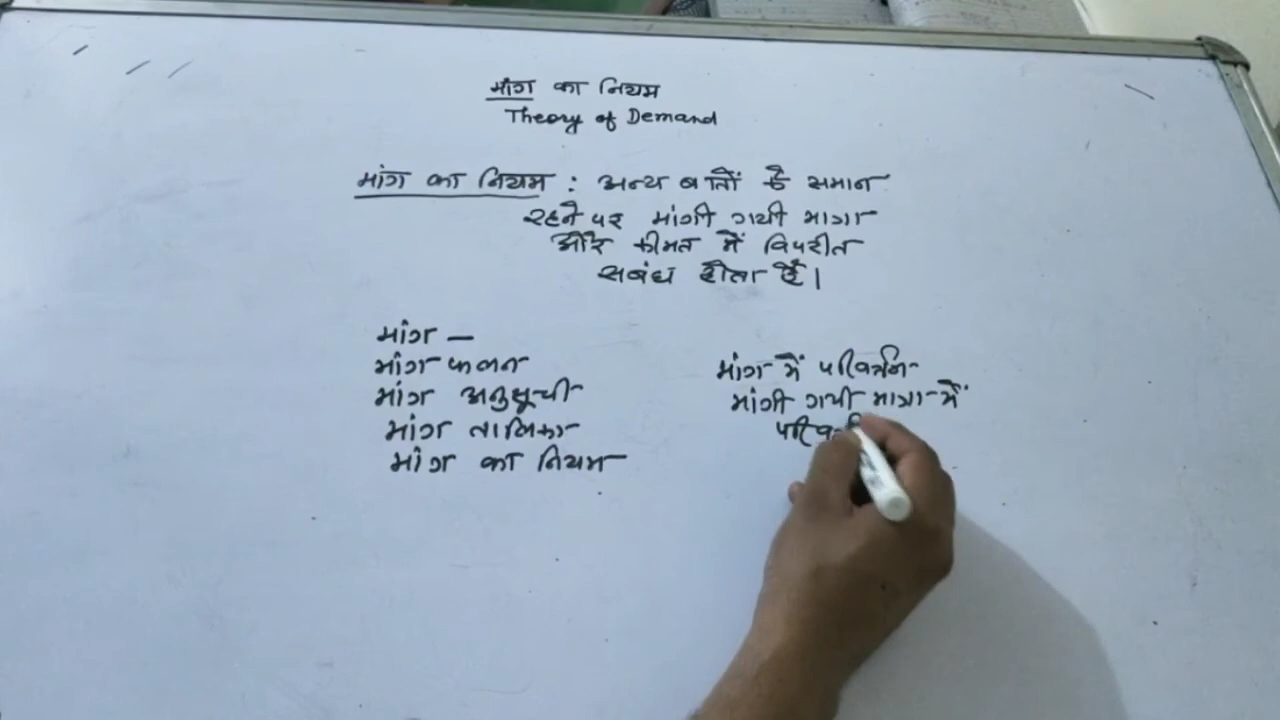 मांग का नियम
Theory of Demand
मांग का नियम : अन्य बातों के समान
रहने पर मांगी गयी मात्रा
और कीमत में विपरीत
सबंध होता है।
मांग —
मांग फलन
मांग अनुसूची
मांग तालिका
मांग का नियम
मांग में परिवर्तन
मांगी गयी मात्रा में